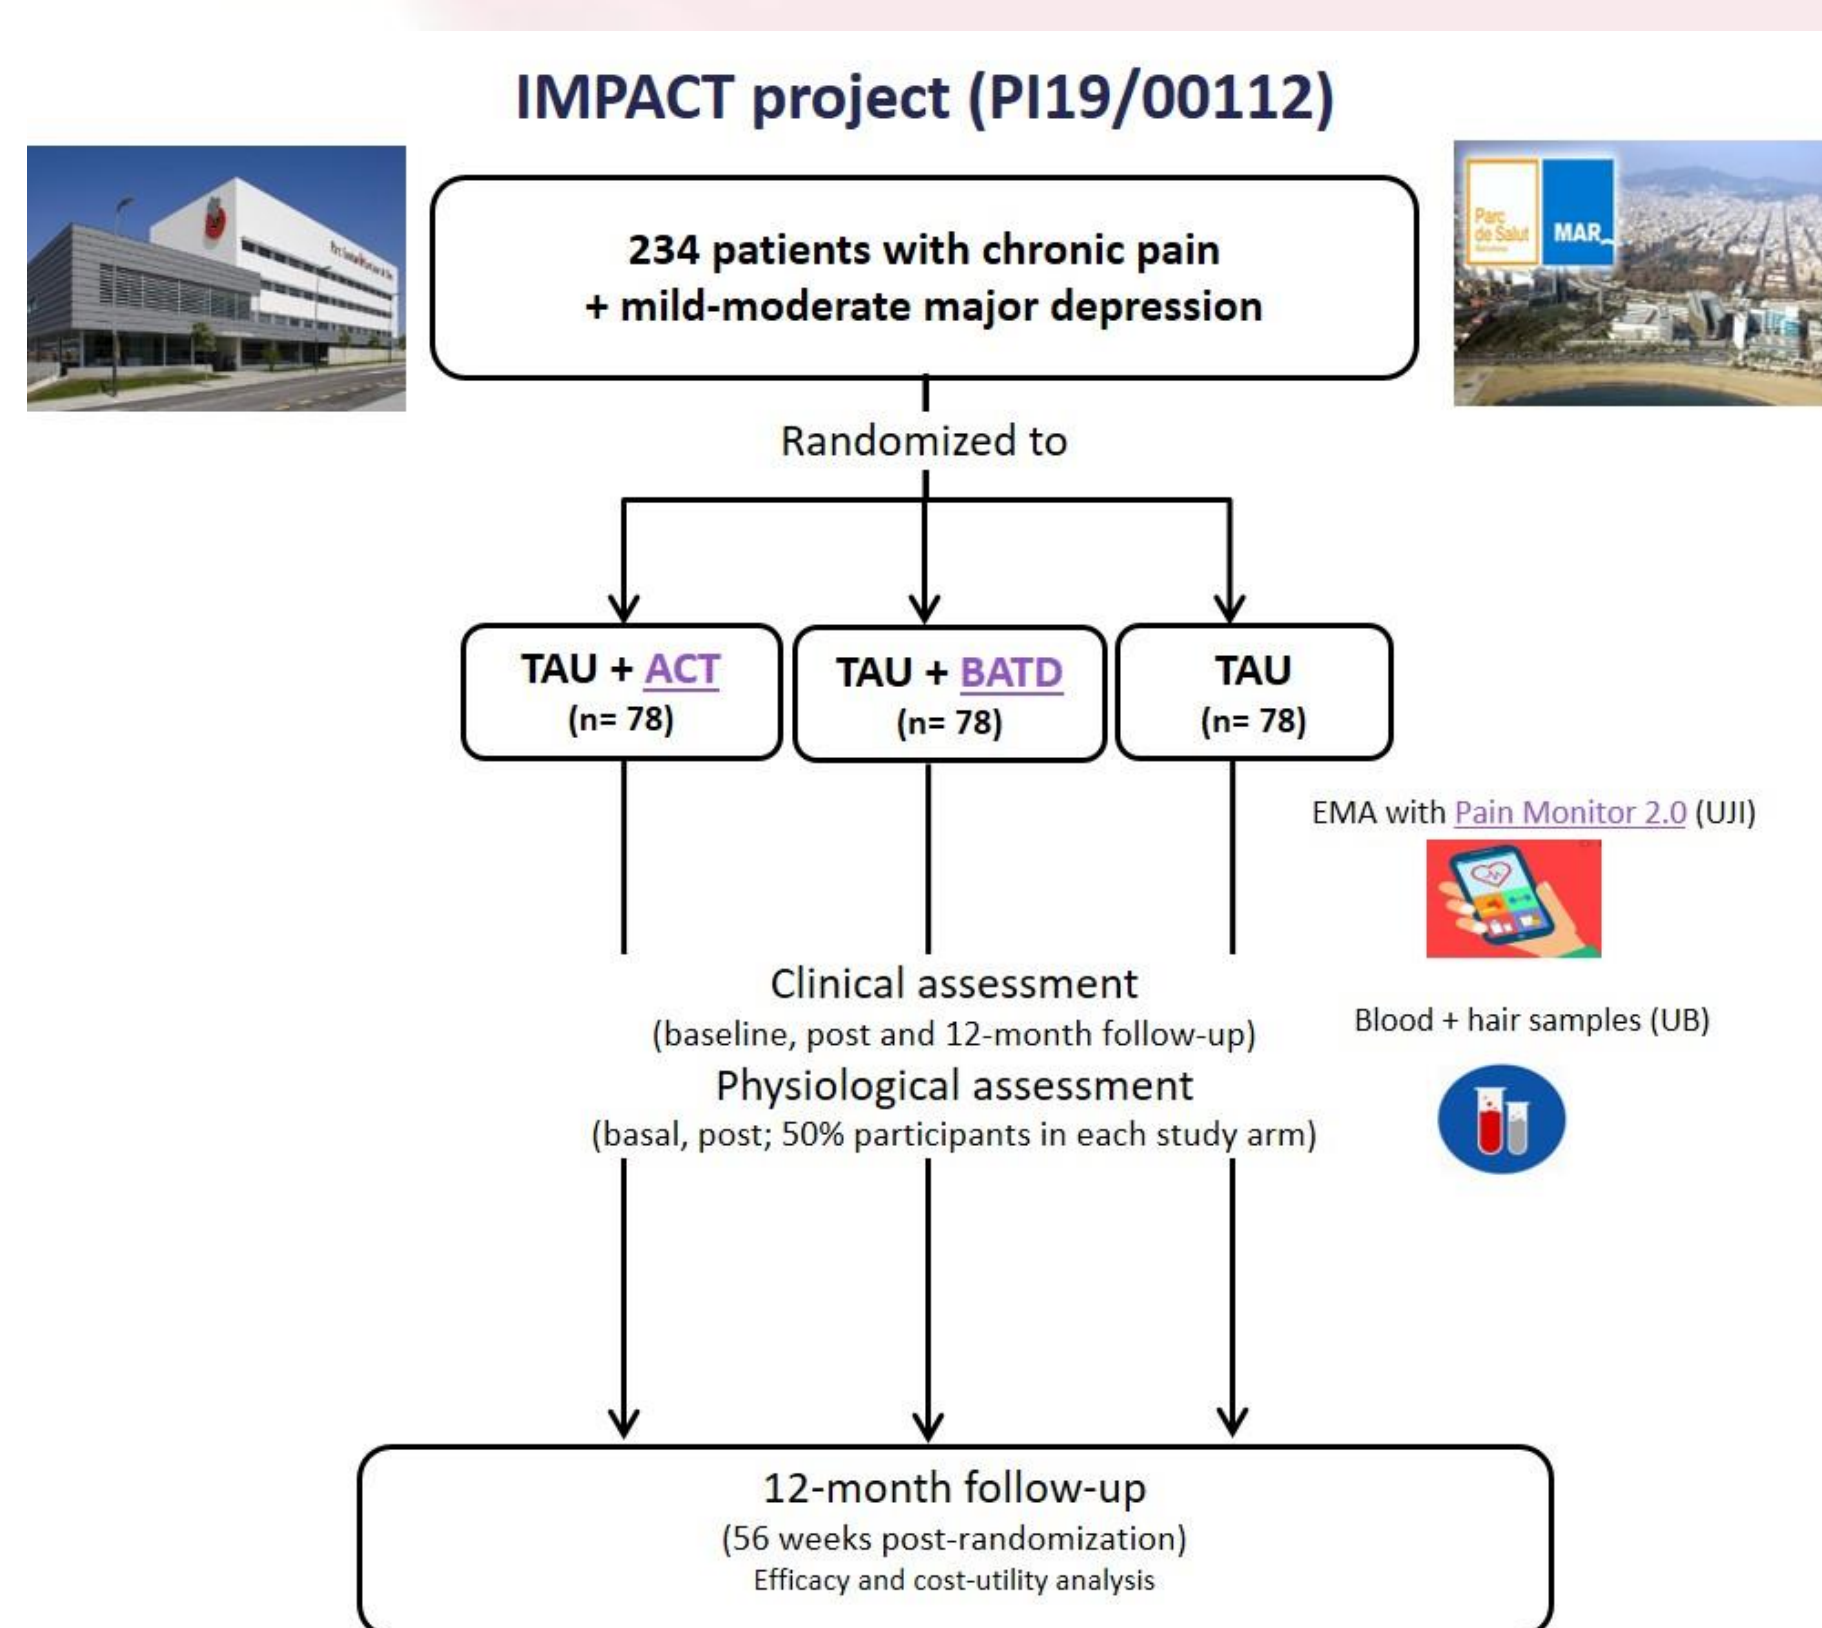 IMPACT project (PI19/00112)
Parc
de Salut
MAR
234 patients with chronic pain
+ mild-moderate major depression
Randomized to
TAU + ACT
(n= 78)
TAU + BATD
(n= 78)
TAU
(n= 78)
EMA with Pain Monitor 2.0 (UJI)
Clinical assessment
(baseline, post and 12-month follow-up)
Blood + hair samples (UB)
Physiological assessment
(basal, post; 50% participants in each study arm)
12-month follow-up
(56 weeks post-randomization)
Efficacy and cost-utility analysis